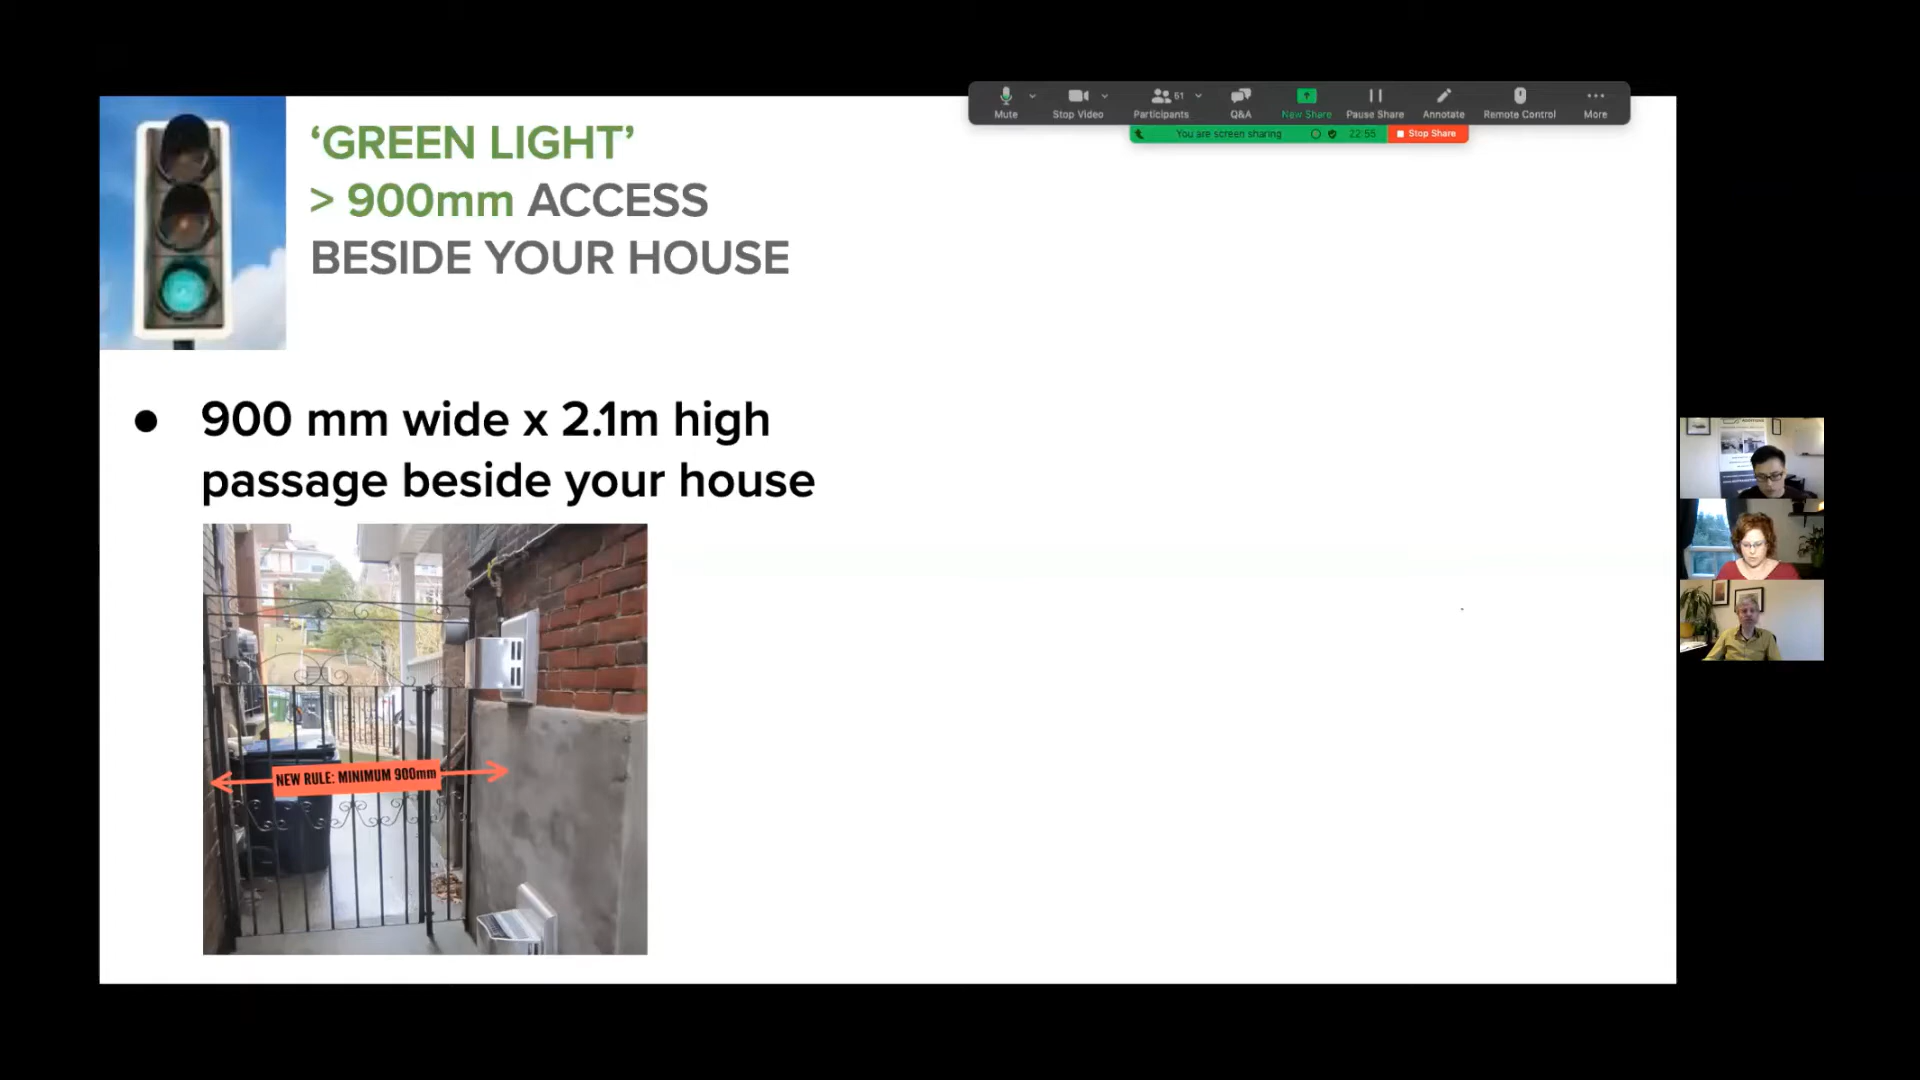 Mute
Stop Video
61
Participants
Q&A
New Share
Pause Share
Annotate
Remote Control
More
You are screen sharing
22:55
Stop Share
‘GREEN LIGHT’
> 900mm ACCESS
BESIDE YOUR HOUSE
● 900 mm wide x 2.1m high
passage beside your house
NEW RULE: MINIMUM 900mm